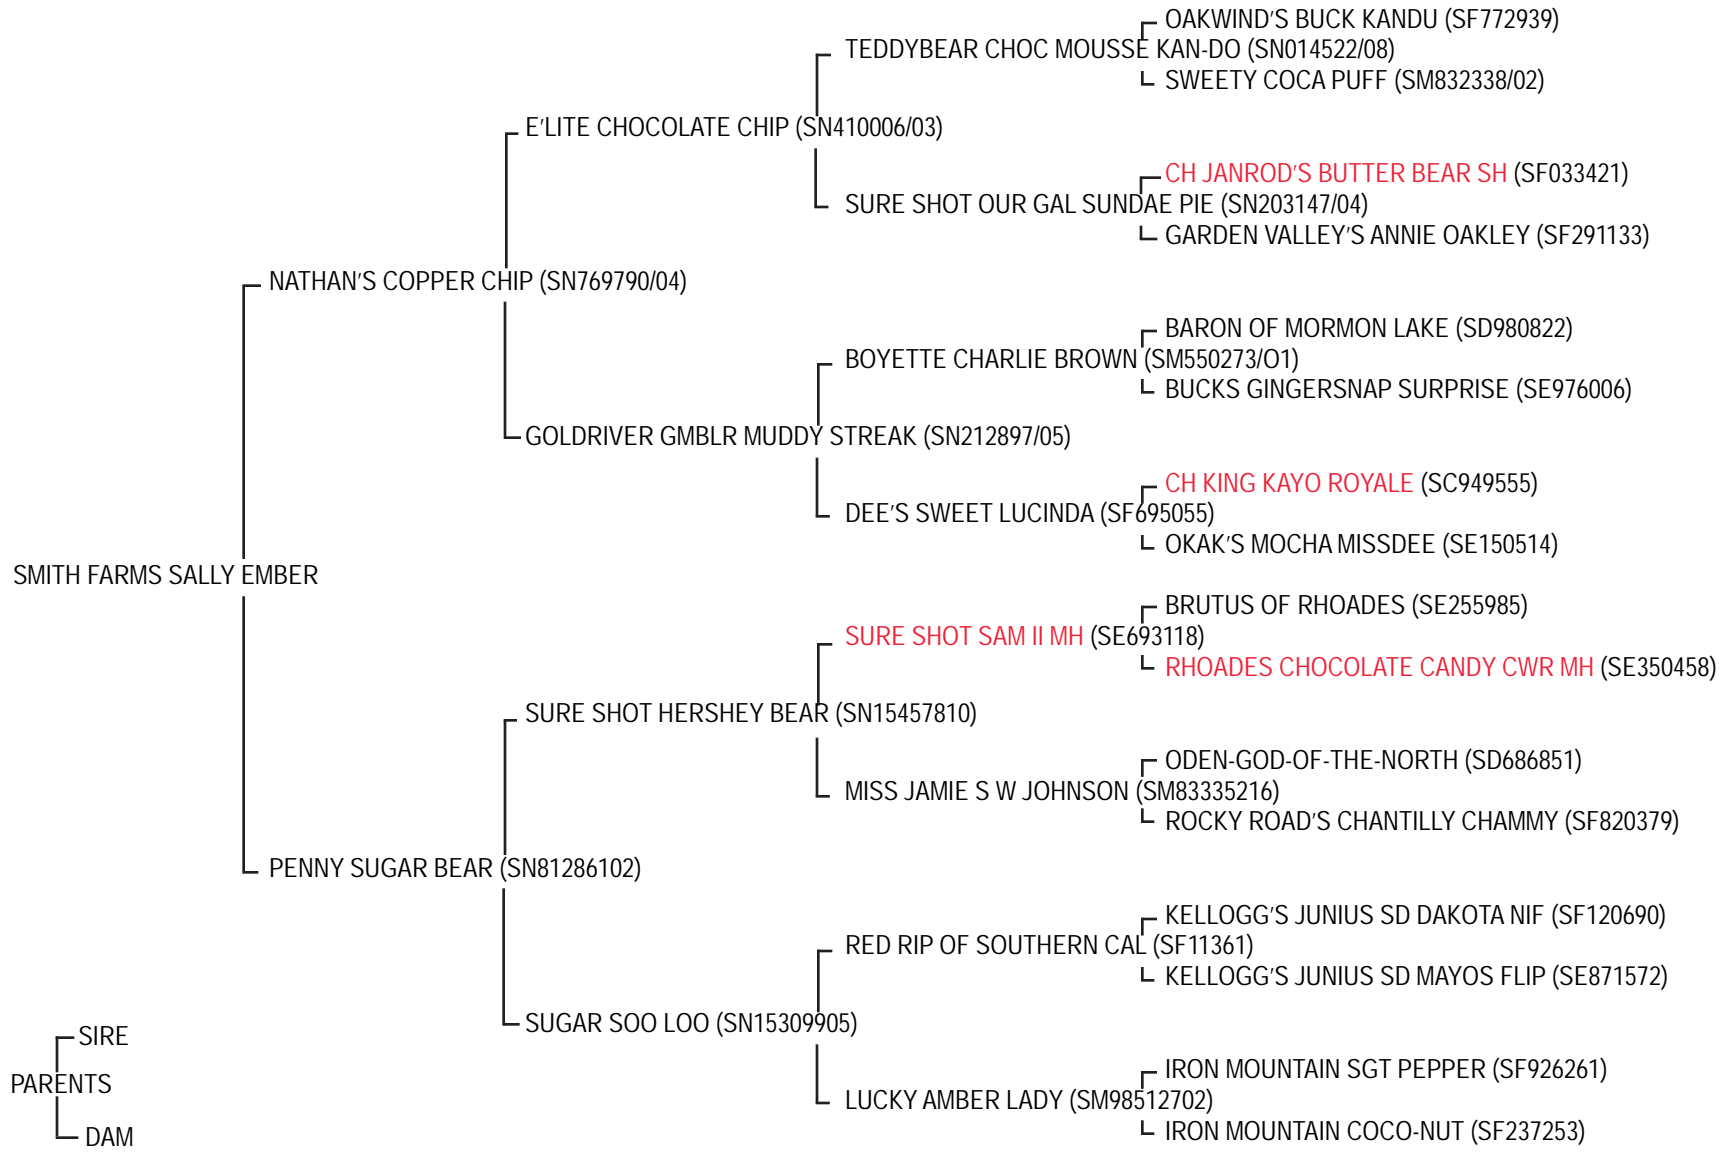 OAKWIND'S BUCK KANDU (SF772939)
TEDDYBEAR CHOC MOUSSE KAN-DO (SN014522/08)
SWEETY COCA PUFF (SM832338/02)
E'LITE CHOCOLATE CHIP (SN410006/03)
CH JANROD'S BUTTER BEAR SH (SF033421)
SURE SHOT OUR GAL SUNDAE PIE (SN203147/04)
GARDEN VALLEY'S ANNIE OAKLEY (SF291133)
NATHAN'S COPPER CHIP (SN769790/04)
BARON OF MORMON LAKE (SD980822)
BOYETTE CHARLIE BROWN (SM550273/O1)
BUCKS GINGERSNAP SURPRISE (SE976006)
GOLDRIVER GMBLR MUDDY STREAK (SN212897/05)
CH KING KAYO ROYALE (SC949555)
DEE'S SWEET LUCINDA (SF695055)
OKAK'S MOCHA MISSDEE (SE150514)
SMITH FARMS SALLY EMBER
BRUTUS OF RHOADES (SE255985)
SURE SHOT SAM II MH (SE693118)
RHOADES CHOCOLATE CANDY CWR MH (SE350458)
SURE SHOT HERSHEY BEAR (SN15457810)
ODEN-GOD-OF-THE-NORTH (SD686851)
MISS JAMIE S W JOHNSON (SM83335216)
ROCKY ROAD'S CHANTILLY CHAMMY (SF820379)
PENNY SUGAR BEAR (SN81286102)
KELLOGG'S JUNIUS SD DAKOTA NIF (SF120690)
RED RIP OF SOUTHERN CAL (SF11361)
KELLOGG'S JUNIUS SD MAYOS FLIP (SE871572)
SUGAR SOO LOO (SN15309905)
IRON MOUNTAIN SGT PEPPER (SF926261)
LUCKY AMBER LADY (SM98512702)
IRON MOUNTAIN COCO-NUT (SF237253)
SIRE
PARENTS
DAM